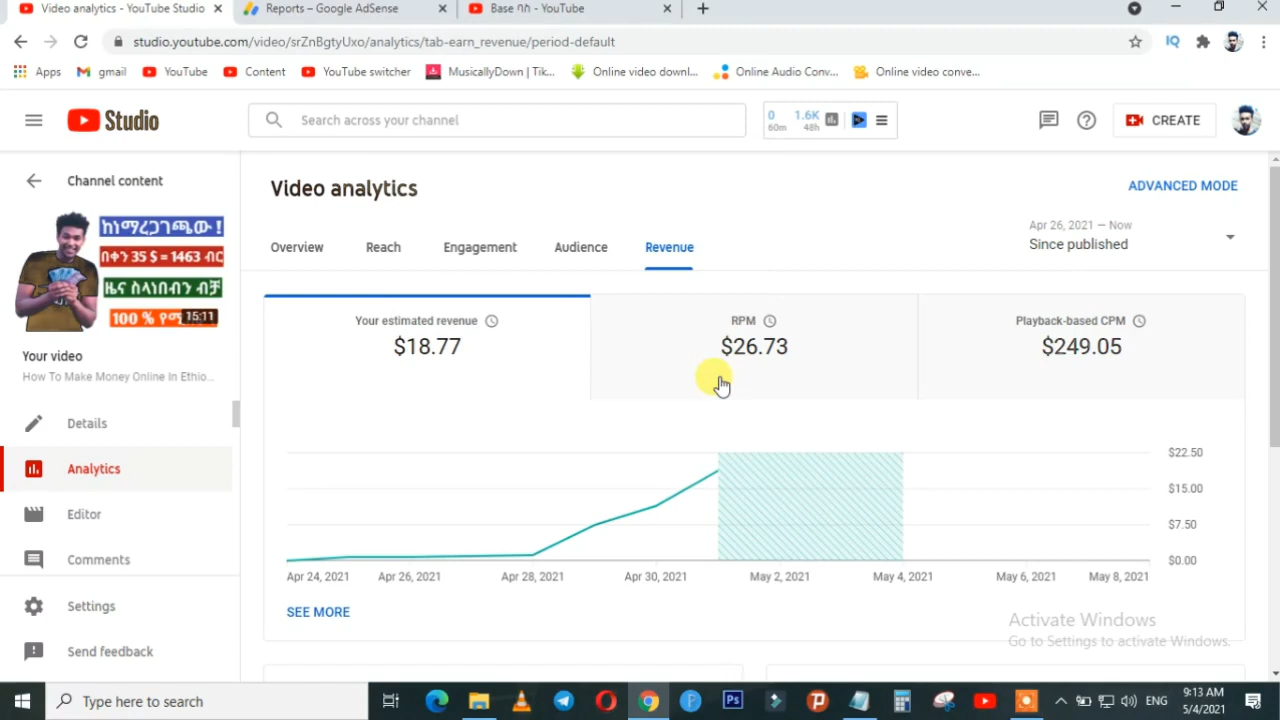 Video analytics - YouTube Studio
Reports – Google AdSense
Base ባስ - YouTube
studio.youtube.com/video/srZnBgtyUxo/analytics/tab-earn_revenue/period-default
Apps
gmail
YouTube
Content
YouTube switcher
MusicallyDown | Tik...
Online video downl...
Online Audio Conv...
Online video conve...
Studio
Search across your channel
0
60m
1.6K
48h
CREATE
Channel content
ከነማረጋገጫው !
በቀን 35 $ = 1463 ብር
ዜና ስላነበብን ብቻ
100 %
15:11
Your video
How To Make Money Online In Ethio...
Details
Analytics
Editor
Comments
Settings
Send feedback
Video analytics
ADVANCED MODE
Overview
Reach
Engagement
Audience
Revenue
Apr 26, 2021 — Now
Since published
Your estimated revenue
$18.77
RPM
$26.73
Playback-based CPM
$249.05
$22.50
$15.00
$7.50
$0.00
Apr 24, 2021
Apr 26, 2021
Apr 28, 2021
Apr 30, 2021
May 2, 2021
May 4, 2021
May 6, 2021
May 8, 2021
SEE MORE
Activate Windows
Go to Settings to activate Windows.
Type here to search
ENG
9:13 AM
5/4/2021